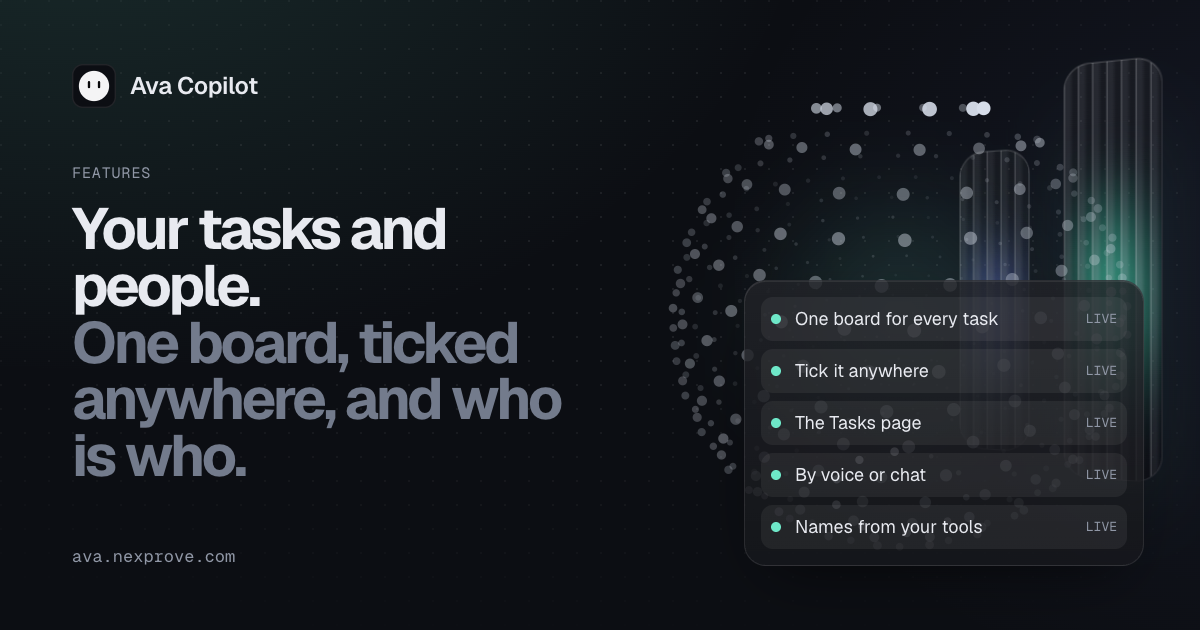 Ava Copilot
FEATURES
Your tasks and
people.
One board, ticked
anywhere, and who
is who.
ava.nexprove.com
One board for every task LIVE
Tick it anywhere LIVE
The Tasks page LIVE
By voice or chat LIVE
Names from your tools LIVE